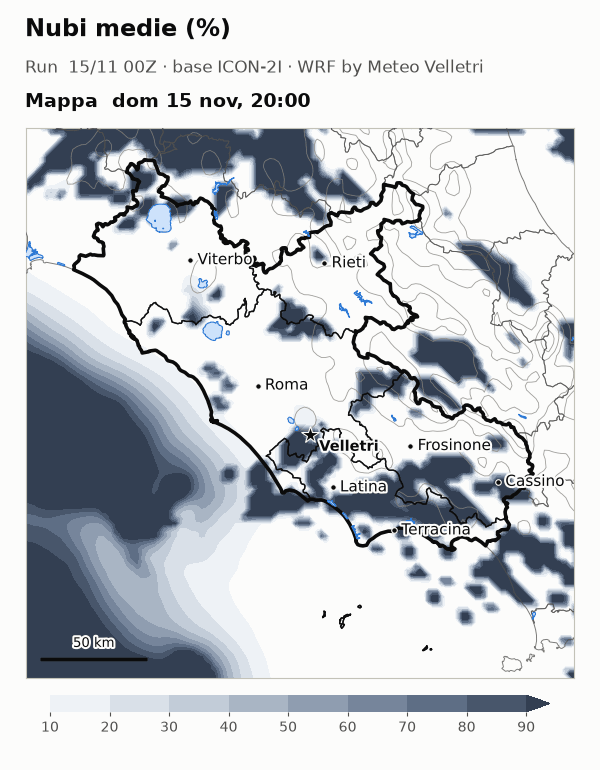 Nubi medie (%)
Run  15/11 00Z · base ICON-2I · WRF by Meteo Velletri
Mappa  dom 15 nov, 20:00
Viterbo
Rieti
Roma
Velletri
Frosinone
Cassino
Latina
Terracina
50 km
10 20 30 40 50 60 70 80 90